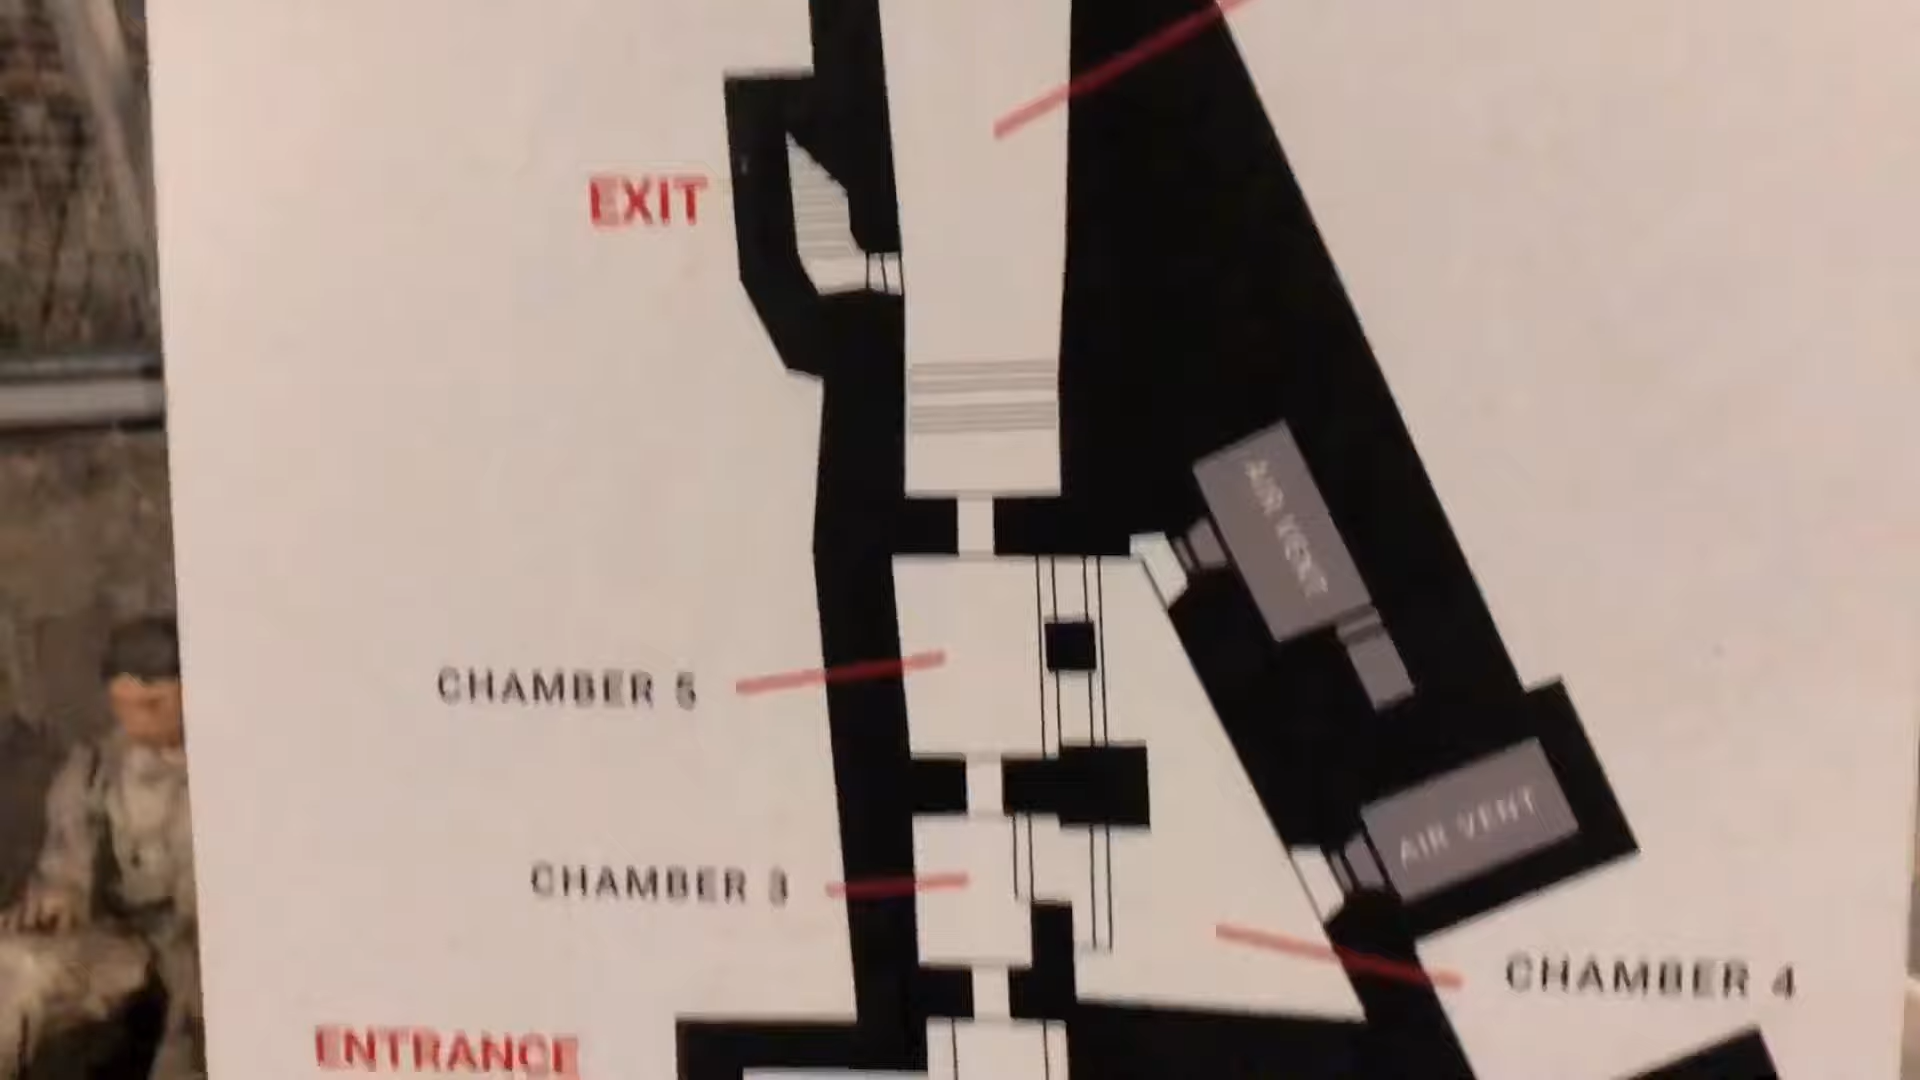 EXIT
AIR VENT
CHAMBER 5
AIR VENT
CHAMBER 3
CHAMBER 4
ENTRANCE